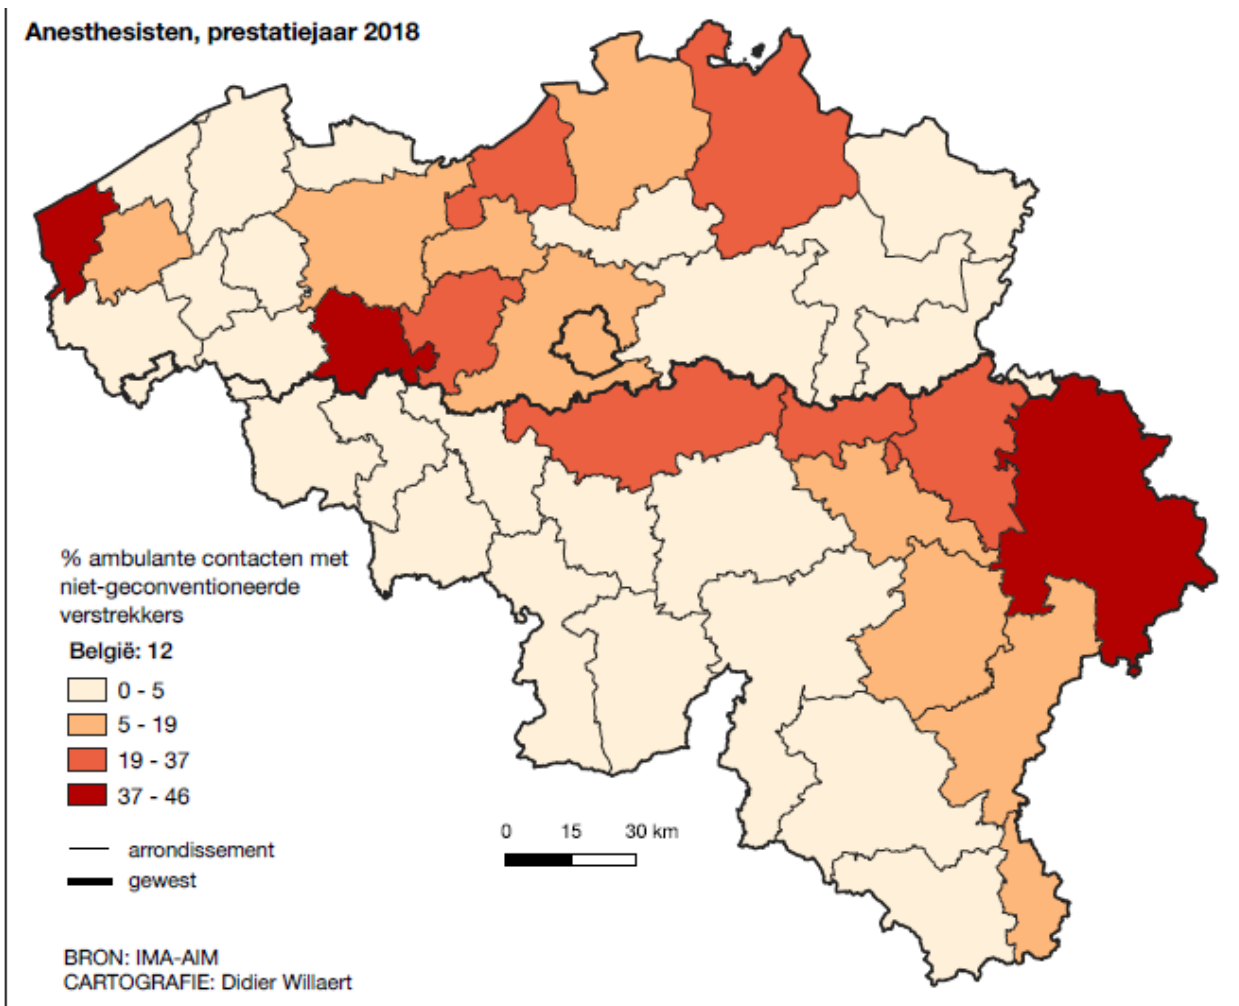 Anesthesisten, prestatiejaar 2018
% ambulante contacten met
niet-geconventioneerde
verstrekkers
België: 12
0 - 5
5 - 19
19 - 37
37 - 46
0 15 30 km
arrondissement
gewest
BRON: IMA-AIM
CARTOGRAFIE: Didier Willaert